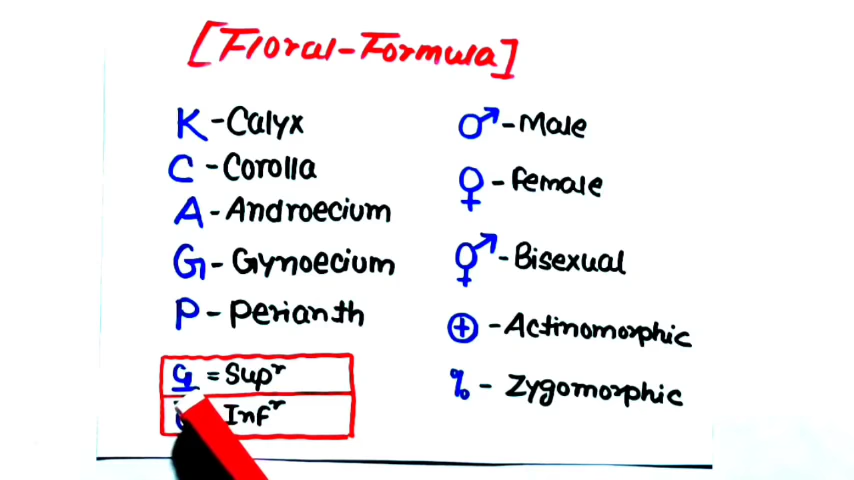 [Floral-Formula]
K - Calyx
C - Corolla
A - Androecium
G - Gynoecium
P - Perianth
G = Supʳ
Infʳ
♂ - Male
♀ - Female
⚥ - Bisexual
⊕ - Actinomorphic
% - Zygomorphic